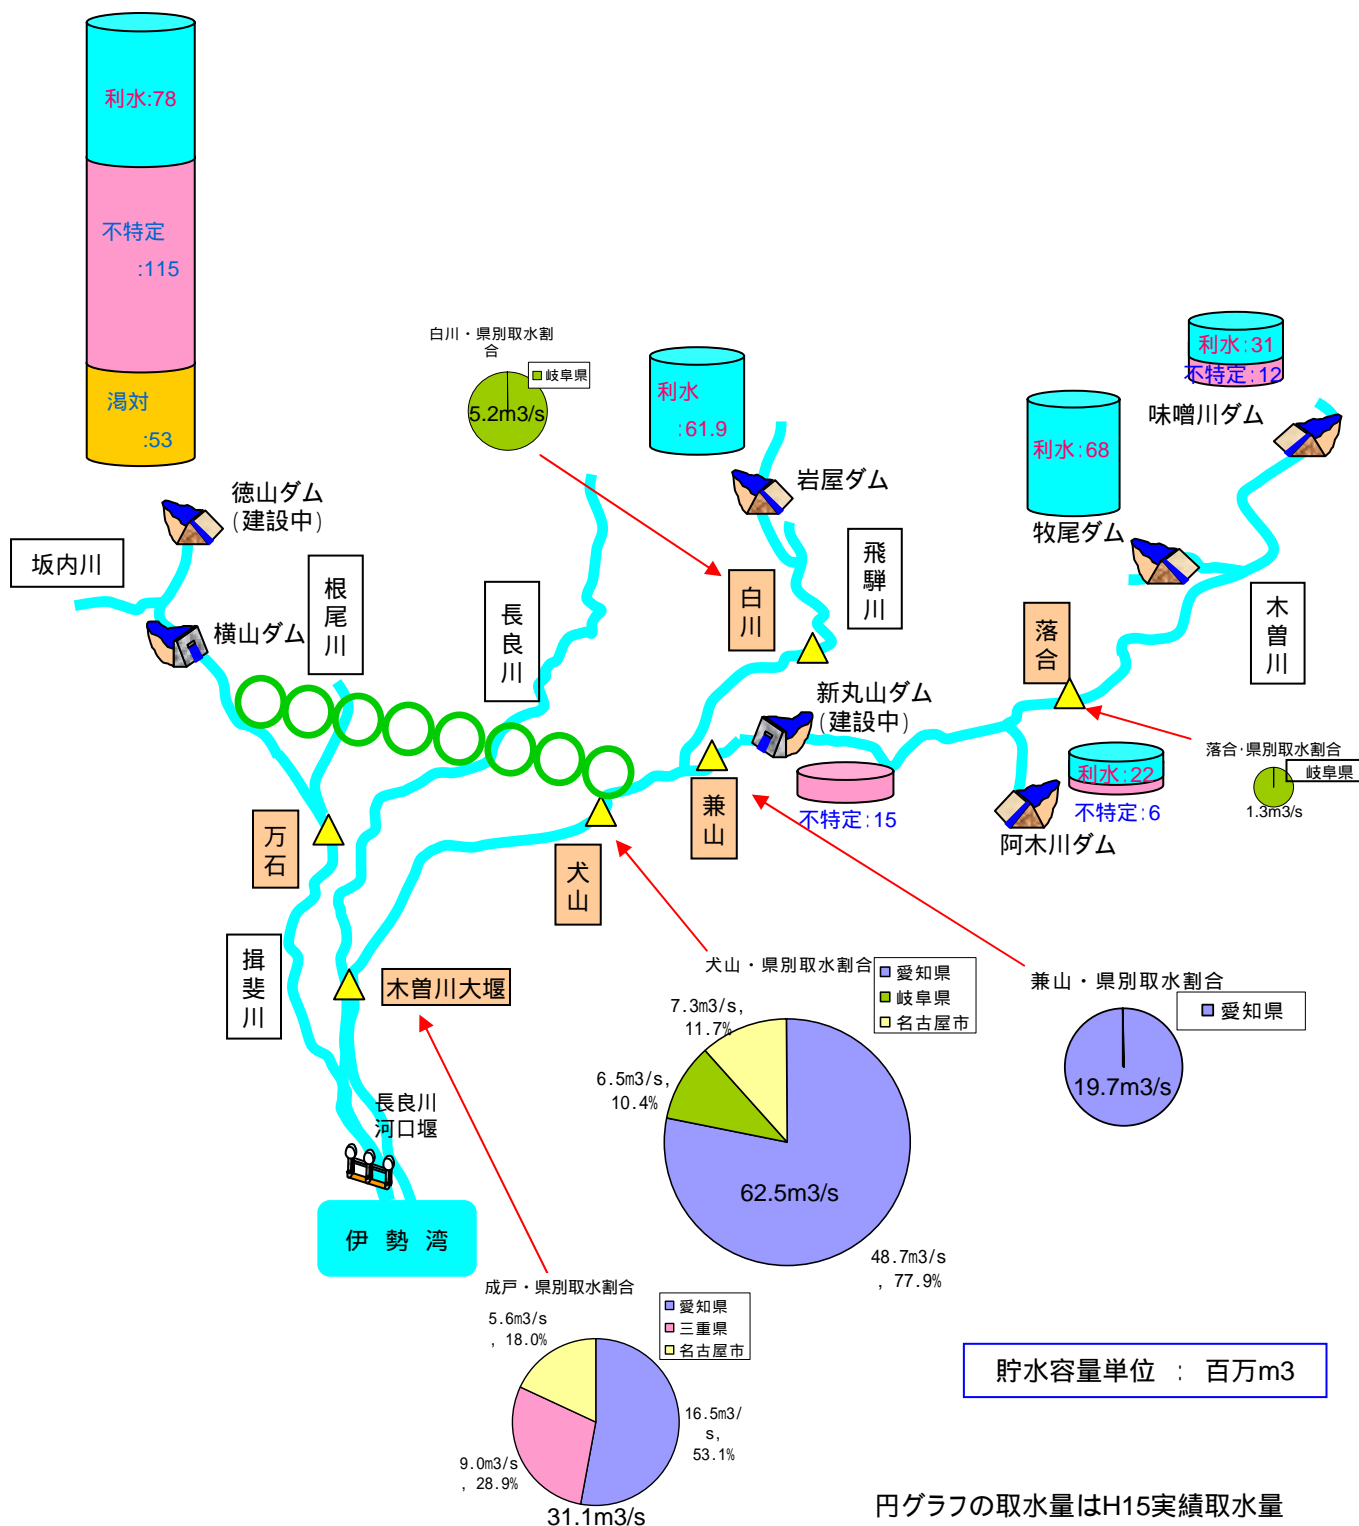 利水:78
不特定
:115
渇対
:53
徳山ダム
(建設中)
坂内川
横山ダム
根尾川
長良川
白川・県別取水割
合
岐阜県
5.2m3/s
利水
:61.9
岩屋ダム
飛騨川
白川
利水:31
不特定:12
味噌川ダム
利水:68
牧尾ダム
木曽川
落合
新丸山ダム
(建設中)
不特定:15
兼山
利水:22
不特定:6
阿木川ダム
落合・県別取水割合
岐阜県
1.3m3/s
万石
犬山
揖斐川
木曽川大堰
長良川
河口堰
伊勢湾
犬山・県別取水割合
愛知県
岐阜県
名古屋市
7.3m3/s,
11.7%
6.5m3/s,
10.4%
62.5m3/s
48.7m3/s
, 77.9%
兼山・県別取水割合
愛知県
19.7m3/s
成戸・県別取水割合
愛知県
三重県
名古屋市
5.6m3/s
, 18.0%
16.5m3/
s,
53.1%
9.0m3/s
, 28.9%
31.1m3/s
貯水容量単位 : 百万m3
円グラフの取水量はH15実績取水量